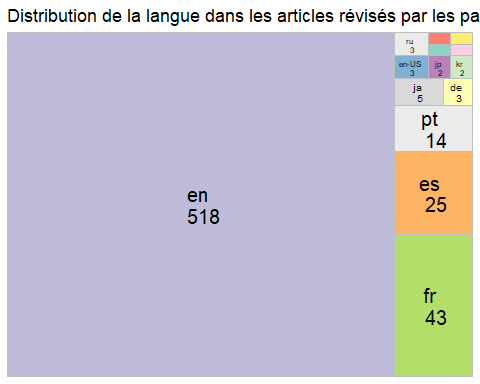 Distribution de la langue dans les articles révisés par les pa
ru
3
en-US
3
jp
2
kr
2
ja
5
de
3
pt
14
en
518
es
25
fr
43